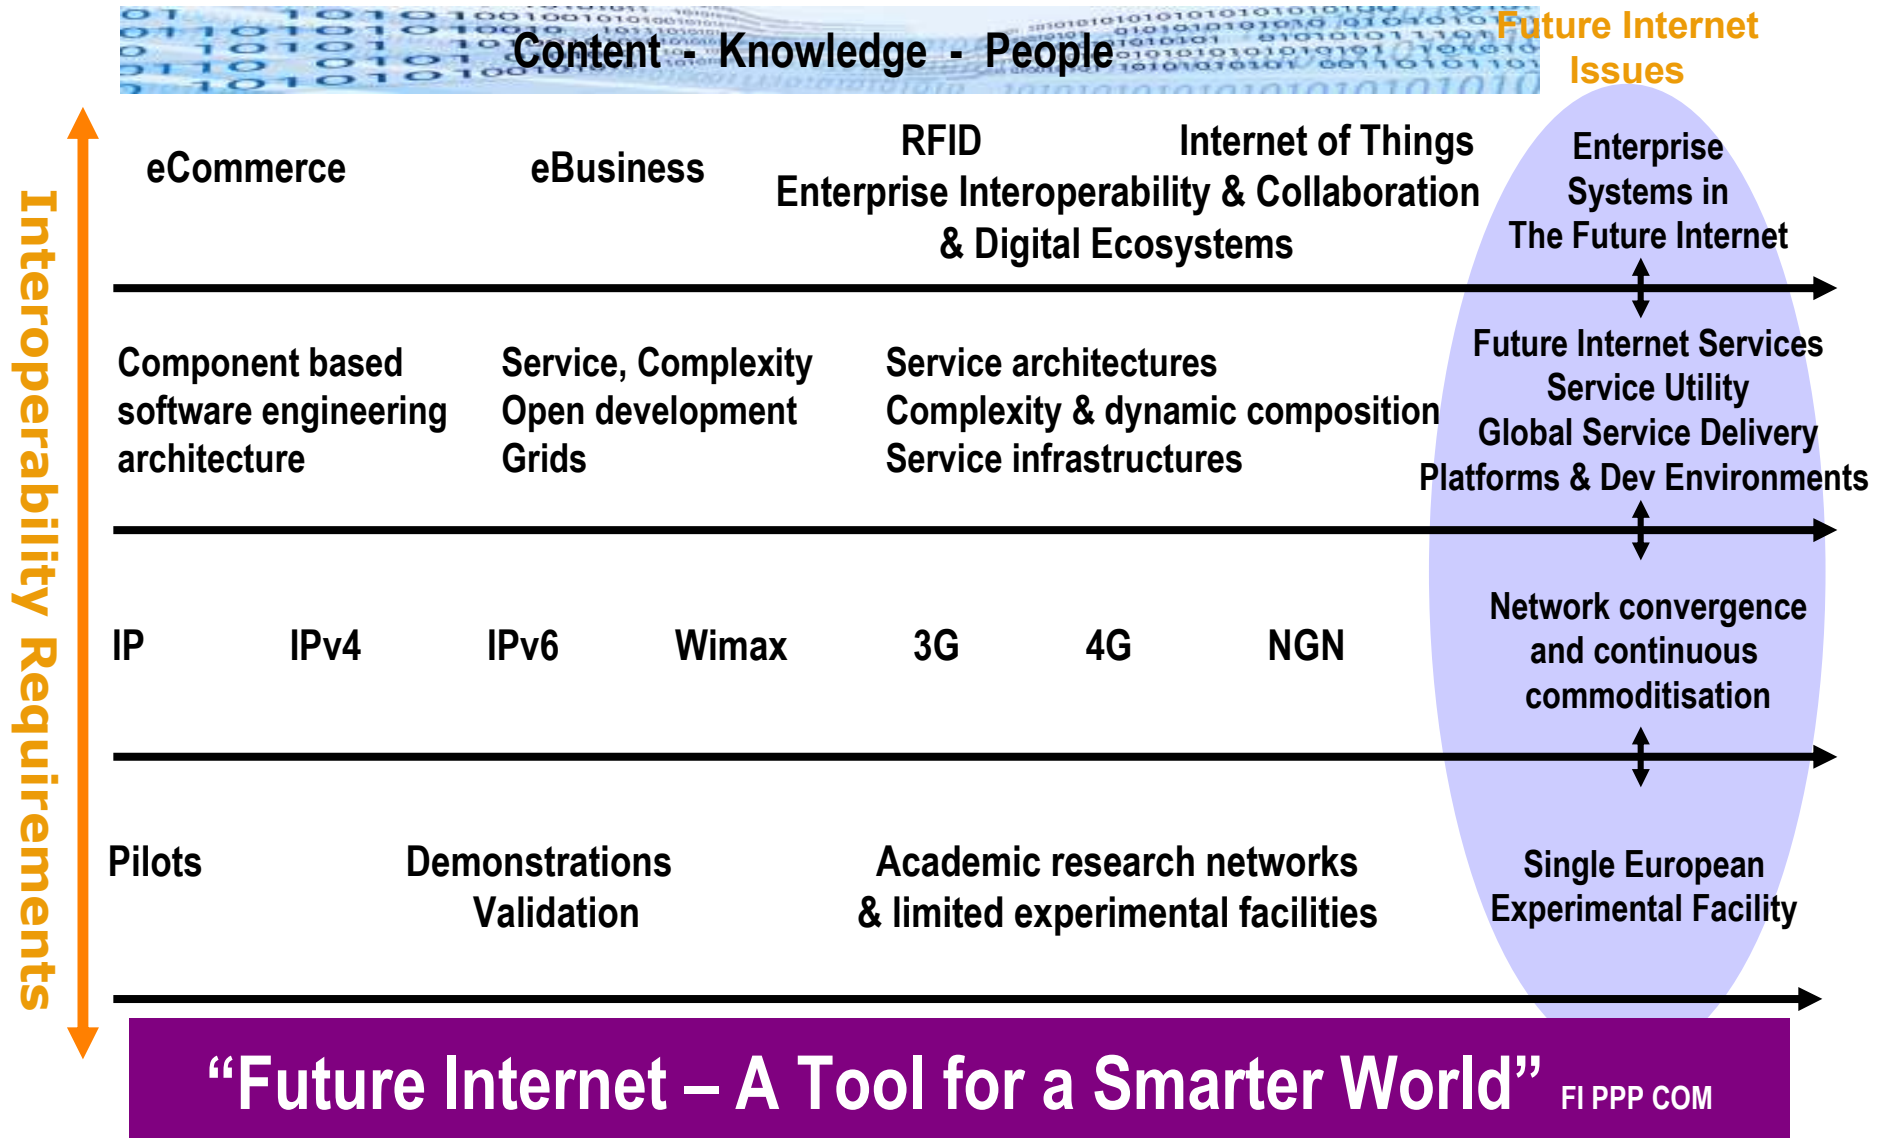 Content - Knowledge - People
Future Internet
Issues
Interoperability Requirements
eCommerce
eBusiness
RFID
Internet of Things
Enterprise Interoperability & Collaboration
& Digital Ecosystems
Enterprise
Systems in
The Future Internet
Component based
software engineering
architecture
Service, Complexity
Open development
Grids
Service architectures
Complexity & dynamic composition
Service infrastructures
Future Internet Services
Service Utility
Global Service Delivery
Platforms & Dev Environments
IP
IPv4
IPv6
Wimax
3G
4G
NGN
Network convergence
and continuous
commoditisation
Pilots
Demonstrations
Validation
Academic research networks
& limited experimental facilities
Single European
Experimental Facility
“Future Internet – A Tool for a Smarter World” FI PPP COM